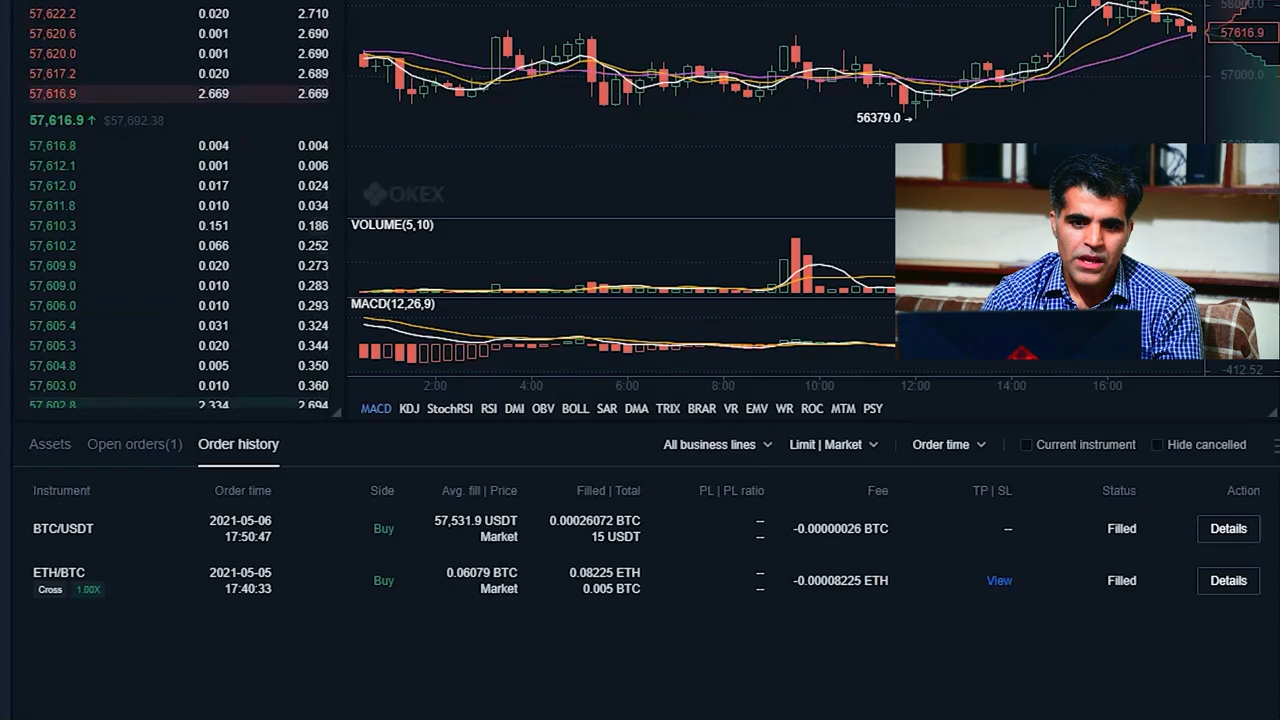 57,622.2 0.020 2.710
57,620.6 0.001 2.690
57,620.0 0.001 2.690
57,617.2 0.020 2.689
57,616.9 2.669 2.669
57,616.9↑ $57,692.38
57,616.8 0.004 0.004
57,612.1 0.001 0.006
57,612.0 0.017 0.024
57,611.8 0.010 0.034
57,610.3 0.151 0.186
57,610.2 0.066 0.252
57,609.9 0.020 0.273
57,609.0 0.010 0.283
57,606.0 0.010 0.293
57,605.4 0.031 0.324
57,605.3 0.020 0.344
57,604.8 0.005 0.350
57,603.0 0.010 0.360
57,602.8 2.334 2.694
58000.0
57616.9
57000.0
56379.0 →
OKEX
VOLUME(5,10)
MACD(12,26,9)
-412.52
2:00 4:00 6:00 8:00 10:00 12:00 14:00 16:00
MACD KDJ StochRSI RSI DMI OBV BOLL SAR DMA TRIX BRAR VR EMV WR ROC MTM PSY
Assets Open orders(1) Order history All business lines Limit | Market Order time Current instrument Hide cancelled
Instrument Order time Side Avg. fill | Price Filled | Total PL | PL ratio Fee TP | SL Status Action
BTC/USDT 2021-05-06 Buy 57,531.9 USDT 0.00026072 BTC -- -0.00000026 BTC -- Filled Details
17:50:47 Market 15 USDT --
ETH/BTC 2021-05-05 Buy 0.06079 BTC 0.08225 ETH -- -0.00008225 ETH View Filled Details
Cross 1.00X 17:40:33 Market 0.005 BTC --